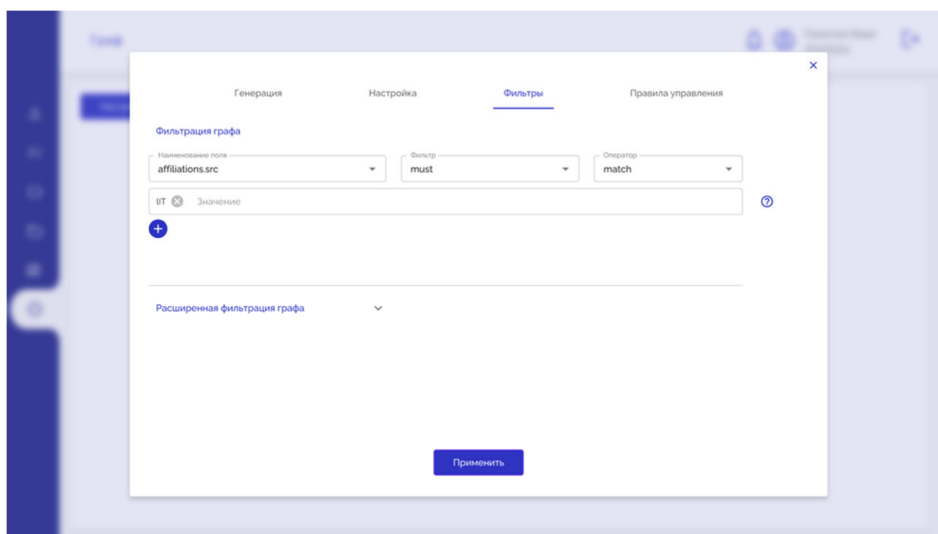 Граф
Генерация Настройка Фильтры Правила управления
Фильтрация графа
Наименование поля Фильтр Оператор
affiliations.src must match
IIT Значение
Расширенная фильтрация графа
Применить